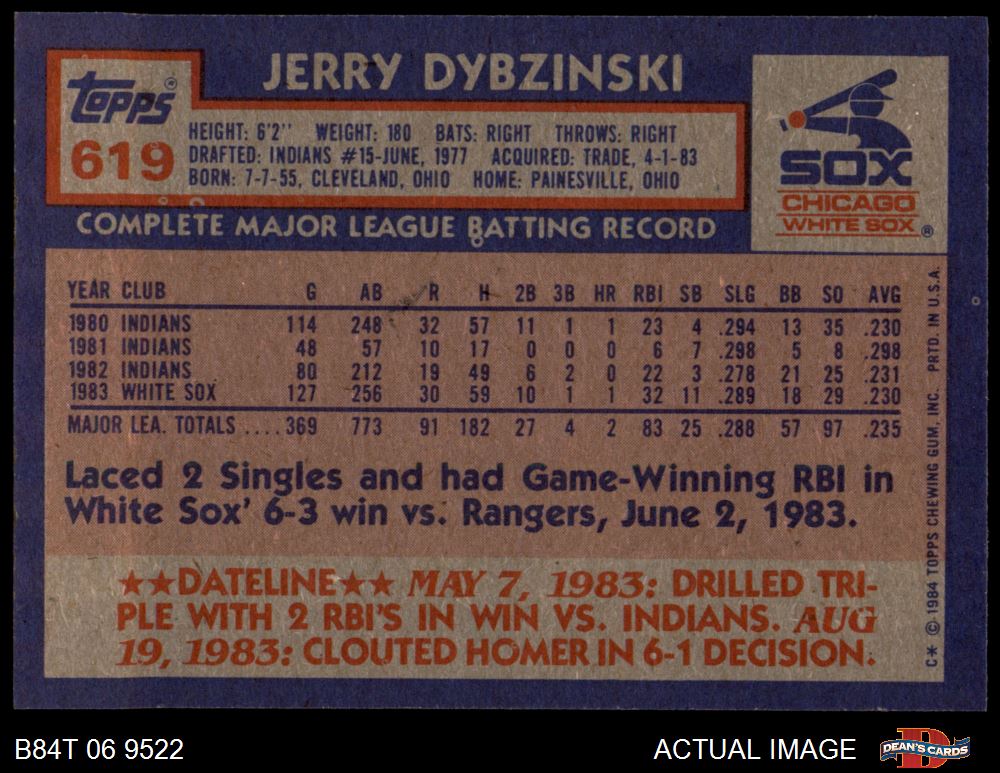 JERRY DYBZINSKI
TOPPS®
619
HEIGHT: 6'2" WEIGHT: 180 BATS: RIGHT THROWS: RIGHT
DRAFTED: INDIANS #15-JUNE, 1977 ACQUIRED: TRADE, 4-1-83
BORN: 7-7-55, CLEVELAND, OHIO HOME: PAINESVILLE, OHIO
SOX
CHICAGO
WHITE SOX®
COMPLETE MAJOR LEAGUE BATTING RECORD
YEAR CLUB G AB R H 2B 3B HR RBI SB SLG BB SO AVG
1980 INDIANS 114 248 32 57 11 1 1 23 4 .294 13 35 .230
1981 INDIANS 48 57 10 17 0 0 0 6 7 .298 5 8 .298
1982 INDIANS 80 212 19 49 6 2 0 22 3 .278 21 25 .231
1983 WHITE SOX 127 256 30 59 10 1 1 32 11 .289 18 29 .230
MAJOR LEA. TOTALS ....369 773 91 182 27 4 2 83 25 .288 57 97 .235
Laced 2 Singles and had Game-Winning RBI in
White Sox' 6-3 win vs. Rangers, June 2, 1983.
★★DATELINE★★ MAY 7, 1983: DRILLED TRI-
PLE WITH 2 RBI'S IN WIN VS. INDIANS. AUG
19, 1983: CLOUTED HOMER IN 6-1 DECISION.
C* © 1984 TOPPS CHEWING GUM, INC. PRTD. IN U.S.A.
B84T 06 9522
ACTUAL IMAGE
DEAN'S CARDS